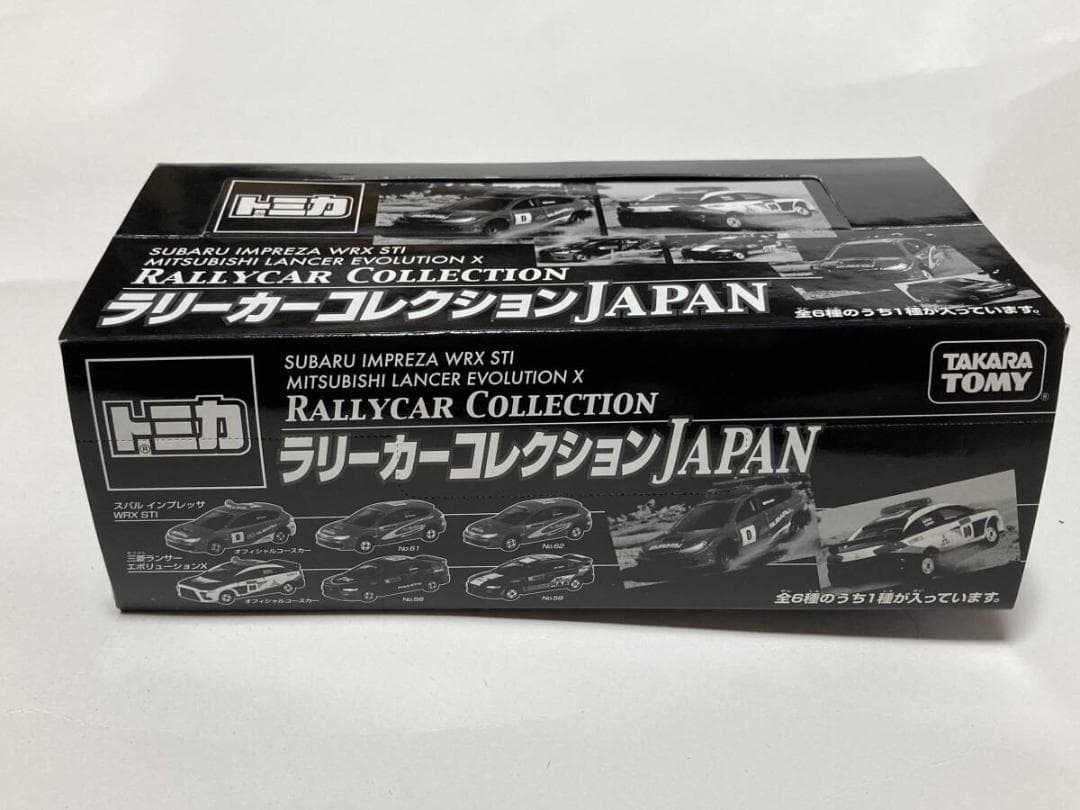 トミカ
SUBARU IMPREZA WRX STI
MITSUBISHI LANCER EVOLUTION X
RALLYCAR COLLECTION
ラリーカーコレクションJAPAN
全6種のうち1種が入っています。
トミカ®
SUBARU IMPREZA WRX STI
MITSUBISHI LANCER EVOLUTION X
RALLYCAR COLLECTION
ラリーカーコレクションJAPAN
TAKARA
TOMY®
スバル インプレッサ
WRX STI
オフィシャルコースカー
No.61
No.62
三菱ランサー
エボリューションX
オフィシャルコースカー
No.56
No.58
SUBARU
全6種のうち1種が入っています。